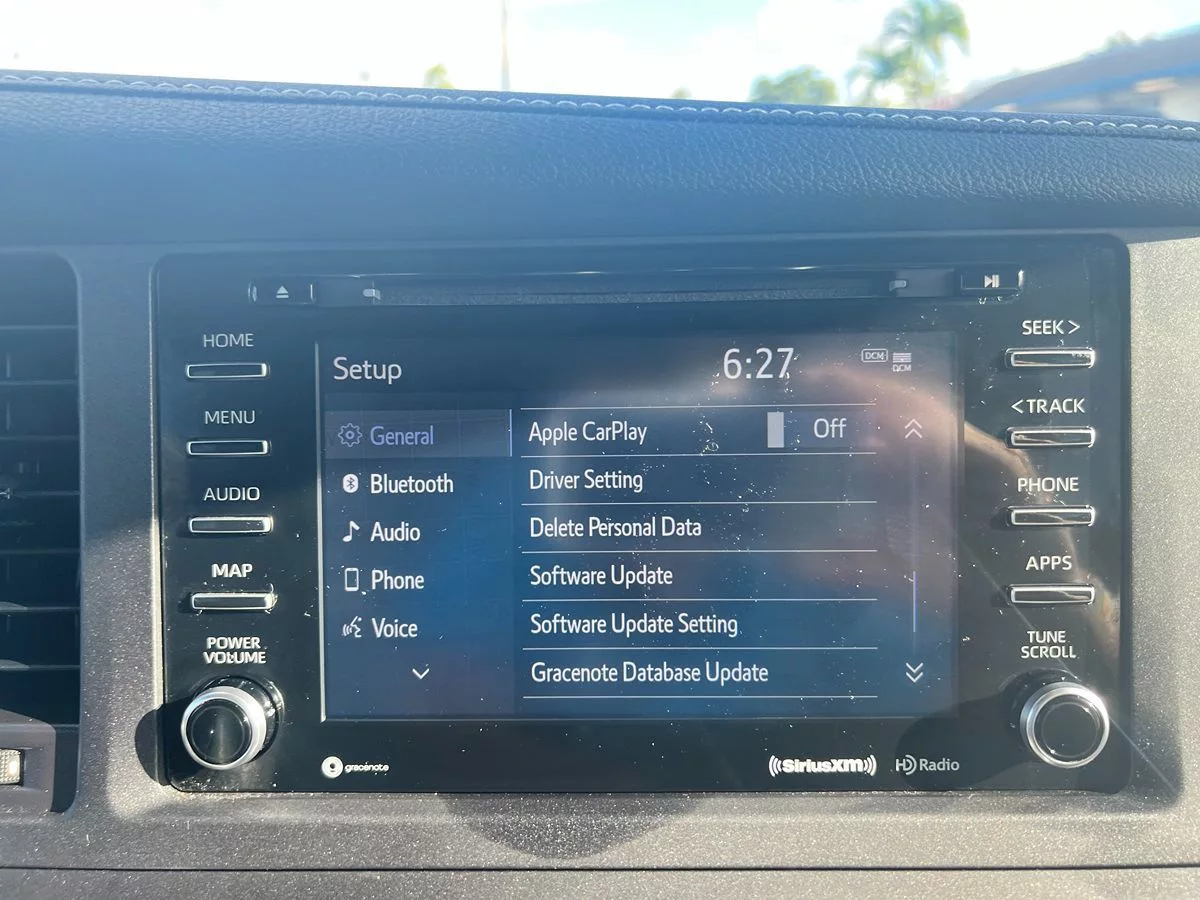 HOME
MENU
AUDIO
MAP
POWER
VOLUME
Setup
6:27
DCM
DCM
General
Bluetooth
Audio
Phone
Voice
Apple CarPlay
Off
Driver Setting
Delete Personal Data
Software Update
Software Update Setting
Gracenote Database Update
SEEK >
< TRACK
PHONE
APPS
TUNE
SCROLL
gracenote
SiriusXM
HD Radio